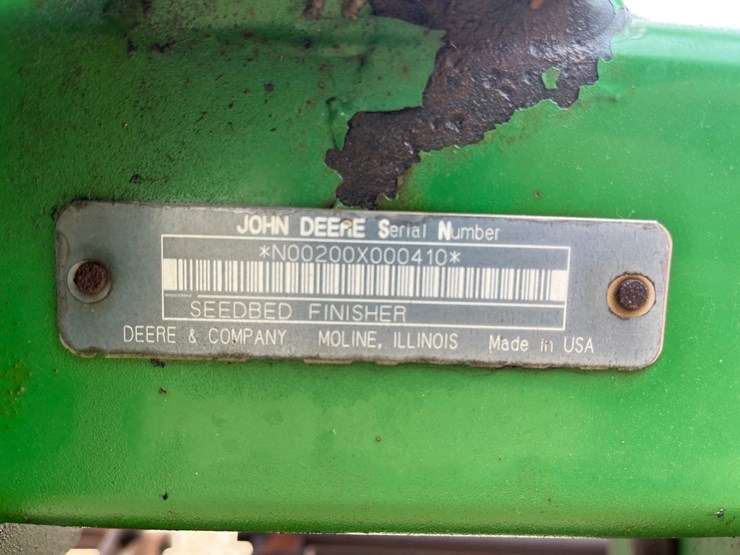 JOHN DEERE Serial Number
*N00200X000410*
SEEDBED FINISHER
DEERE & COMPANY MOLINE, ILLINOIS Made in USA